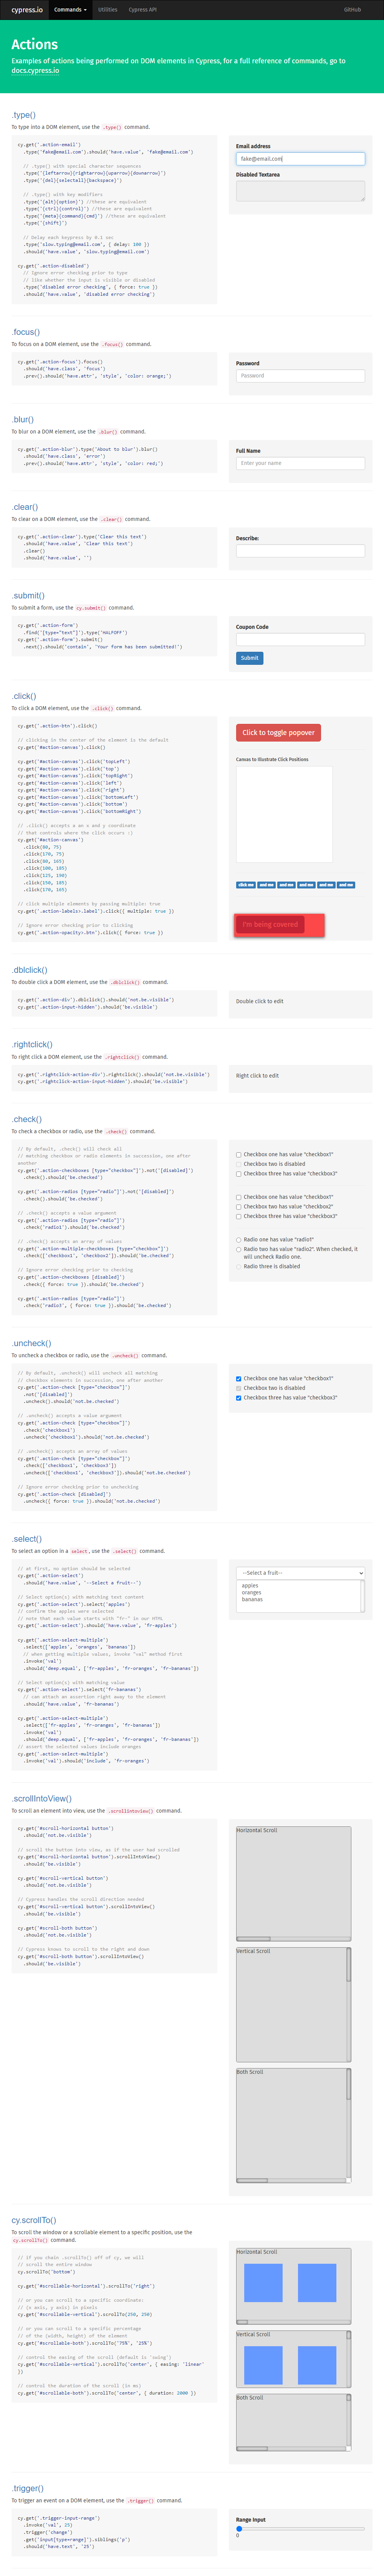 cypress.io
Commands
Utilities
Cypress API
GitHub
Actions
Examples of actions being performed on DOM elements in Cypress, for a full reference of commands, go to
docs.cypress.io
.type()
To type into a DOM element, use the .type() command.
cy.get('.action-email')
.type('fake@email.com').should('have.value', 'fake@email.com')
// .type() with special character sequences
.type('{leftarrow}{rightarrow}{uparrow}{downarrow}')
.type('{del}{selectall}{backspace}')
// .type() with key modifiers
.type('{alt}{option}') //these are equivalent
.type('{ctrl}{control}') //these are equivalent
.type('{meta}{command}{cmd}') //these are equivalent
.type('{shift}')
// Delay each keypress by 0.1 sec
.type('slow.typing@email.com', { delay: 100 })
.should('have.value', 'slow.typing@email.com')
cy.get('.action-disabled')
// Ignore error checking prior to type
// like whether the input is visible or disabled
.type('disabled error checking', { force: true })
.should('have.value', 'disabled error checking')
Email address
fake@email.com
Disabled Textarea
.focus()
To focus on a DOM element, use the .focus() command.
cy.get('.action-focus').focus()
.should('have.class', 'focus')
.prev().should('have.attr', 'style', 'color: orange;')
Password
Password
.blur()
To blur on a DOM element, use the .blur() command.
cy.get('.action-blur').type('About to blur').blur()
.should('have.class', 'error')
.prev().should('have.attr', 'style', 'color: red;')
Full Name
Enter your name
.clear()
To clear on a DOM element, use the .clear() command.
cy.get('.action-clear').type('Clear this text')
.should('have.value', 'Clear this text')
.clear()
.should('have.value', '')
Describe:
.submit()
To submit a form, use the cy.submit() command.
cy.get('.action-form')
.find('[type="text"]').type('HALFOFF')
cy.get('.action-form').submit()
.next().should('contain', 'Your form has been submitted!')
Coupon Code
Submit
.click()
To click a DOM element, use the .click() command.
cy.get('.action-btn').click()
// clicking in the center of the element is the default
cy.get('#action-canvas').click()
cy.get('#action-canvas').click('topLeft')
cy.get('#action-canvas').click('top')
cy.get('#action-canvas').click('topRight')
cy.get('#action-canvas').click('left')
cy.get('#action-canvas').click('right')
cy.get('#action-canvas').click('bottomLeft')
cy.get('#action-canvas').click('bottom')
cy.get('#action-canvas').click('bottomRight')
// .click() accepts a an x and y coordinate
// that controls where the click occurs :)
cy.get('#action-canvas')
.click(80, 75)
.click(170, 75)
.click(80, 165)
.click(100, 185)
.click(125, 190)
.click(150, 185)
.click(170, 165)
// click multiple elements by passing multiple: true
cy.get('.action-labels>.label').click({ multiple: true })
// Ignore error checking prior to clicking
cy.get('.action-opacity>.btn').click({ force: true })
Click to toggle popover
Canvas to Illustrate Click Positions
click me and me and me and me and me and me
I'm being covered
.dblclick()
To double click a DOM element, use the .dblclick() command.
cy.get('.action-div').dblclick().should('not.be.visible')
cy.get('.action-input-hidden').should('be.visible')
Double click to edit
.rightclick()
To right click a DOM element, use the .rightclick() command.
cy.get('.rightclick-action-div').rightclick().should('not.be.visible')
cy.get('.rightclick-action-input-hidden').should('be.visible')
Right click to edit
.check()
To check a checkbox or radio, use the .check() command.
// By default, .check() will check all
// matching checkbox or radio elements in succession, one after
another
cy.get('.action-checkboxes [type="checkbox"]').not('[disabled]')
.check().should('be.checked')
cy.get('.action-radios [type="radio"]').not('[disabled]')
.check().should('be.checked')
// .check() accepts a value argument
cy.get('.action-radios [type="radio"]')
.check('radio1').should('be.checked')
// .check() accepts an array of values
cy.get('.action-multiple-checkboxes [type="checkbox"]')
.check(['checkbox1', 'checkbox2']).should('be.checked')
// Ignore error checking prior to checking
cy.get('.action-checkboxes [disabled]')
.check({ force: true }).should('be.checked')
cy.get('.action-radios [type="radio"]')
.check('radio3', { force: true }).should('be.checked')
Checkbox one has value "checkbox1"
Checkbox two is disabled
Checkbox three has value "checkbox3"
Checkbox one has value "checkbox1"
Checkbox two has value "checkbox2"
Checkbox three has value "checkbox3"
Radio one has value "radio1"
Radio two has value "radio2". When checked, it
will uncheck Radio one.
Radio three is disabled
.uncheck()
To uncheck a checkbox or radio, use the .uncheck() command.
// By default, .uncheck() will uncheck all matching
// checkbox elements in succession, one after another
cy.get('.action-check [type="checkbox"]')
.not('[disabled]')
.uncheck().should('not.be.checked')
// .uncheck() accepts a value argument
cy.get('.action-check [type="checkbox"]')
.check('checkbox1')
.uncheck('checkbox1').should('not.be.checked')
// .uncheck() accepts an array of values
cy.get('.action-check [type="checkbox"]')
.check(['checkbox1', 'checkbox3'])
.uncheck(['checkbox1', 'checkbox3']).should('not.be.checked')
// Ignore error checking prior to unchecking
cy.get('.action-check [disabled]')
.uncheck({ force: true }).should('not.be.checked')
Checkbox one has value "checkbox1"
Checkbox two is disabled
Checkbox three has value "checkbox3"
.select()
To select an option in a select, use the .select() command.
// at first, no option should be selected
cy.get('.action-select')
.should('have.value', '--Select a fruit--')
// Select option(s) with matching text content
cy.get('.action-select').select('apples')
// confirm the apples were selected
// note that each value starts with "fr-" in our HTML
cy.get('.action-select').should('have.value', 'fr-apples')
cy.get('.action-select-multiple')
.select(['apples', 'oranges', 'bananas'])
// when getting multiple values, invoke "val" method first
.invoke('val')
.should('deep.equal', ['fr-apples', 'fr-oranges', 'fr-bananas'])
// Select option(s) with matching value
cy.get('.action-select').select('fr-bananas')
// can attach an assertion right away to the element
.should('have.value', 'fr-bananas')
cy.get('.action-select-multiple')
.select(['fr-apples', 'fr-oranges', 'fr-bananas'])
.invoke('val')
.should('deep.equal', ['fr-apples', 'fr-oranges', 'fr-bananas'])
// assert the selected values include oranges
cy.get('.action-select-multiple')
.invoke('val').should('include', 'fr-oranges')
--Select a fruit--
apples
oranges
bananas
.scrollIntoView()
To scroll an element into view, use the .scrollintoview() command.
cy.get('#scroll-horizontal button')
.should('not.be.visible')
// scroll the button into view, as if the user had scrolled
cy.get('#scroll-horizontal button').scrollIntoView()
.should('be.visible')
cy.get('#scroll-vertical button')
.should('not.be.visible')
// Cypress handles the scroll direction needed
cy.get('#scroll-vertical button').scrollIntoView()
.should('be.visible')
cy.get('#scroll-both button')
.should('not.be.visible')
// Cypress knows to scroll to the right and down
cy.get('#scroll-both button').scrollIntoView()
.should('be.visible')
Horizontal Scroll
Vertical Scroll
Both Scroll
cy.scrollTo()
To scroll the window or a scrollable element to a specific position, use the
cy.scrollTo() command.
// if you chain .scrollTo() off of cy, we will
// scroll the entire window
cy.scrollTo('bottom')
cy.get('#scrollable-horizontal').scrollTo('right')
// or you can scroll to a specific coordinate:
// (x axis, y axis) in pixels
cy.get('#scrollable-vertical').scrollTo(250, 250)
// or you can scroll to a specific percentage
// of the (width, height) of the element
cy.get('#scrollable-both').scrollTo('75%', '25%')
// control the easing of the scroll (default is 'swing')
cy.get('#scrollable-vertical').scrollTo('center', { easing: 'linear'
})
// control the duration of the scroll (in ms)
cy.get('#scrollable-both').scrollTo('center', { duration: 2000 })
Horizontal Scroll
Vertical Scroll
Both Scroll
.trigger()
To trigger an event on a DOM element, use the .trigger() command.
cy.get('.trigger-input-range')
.invoke('val', 25)
.trigger('change')
.get('input[type=range]').siblings('p')
.should('have.text', '25')
Range Input
0